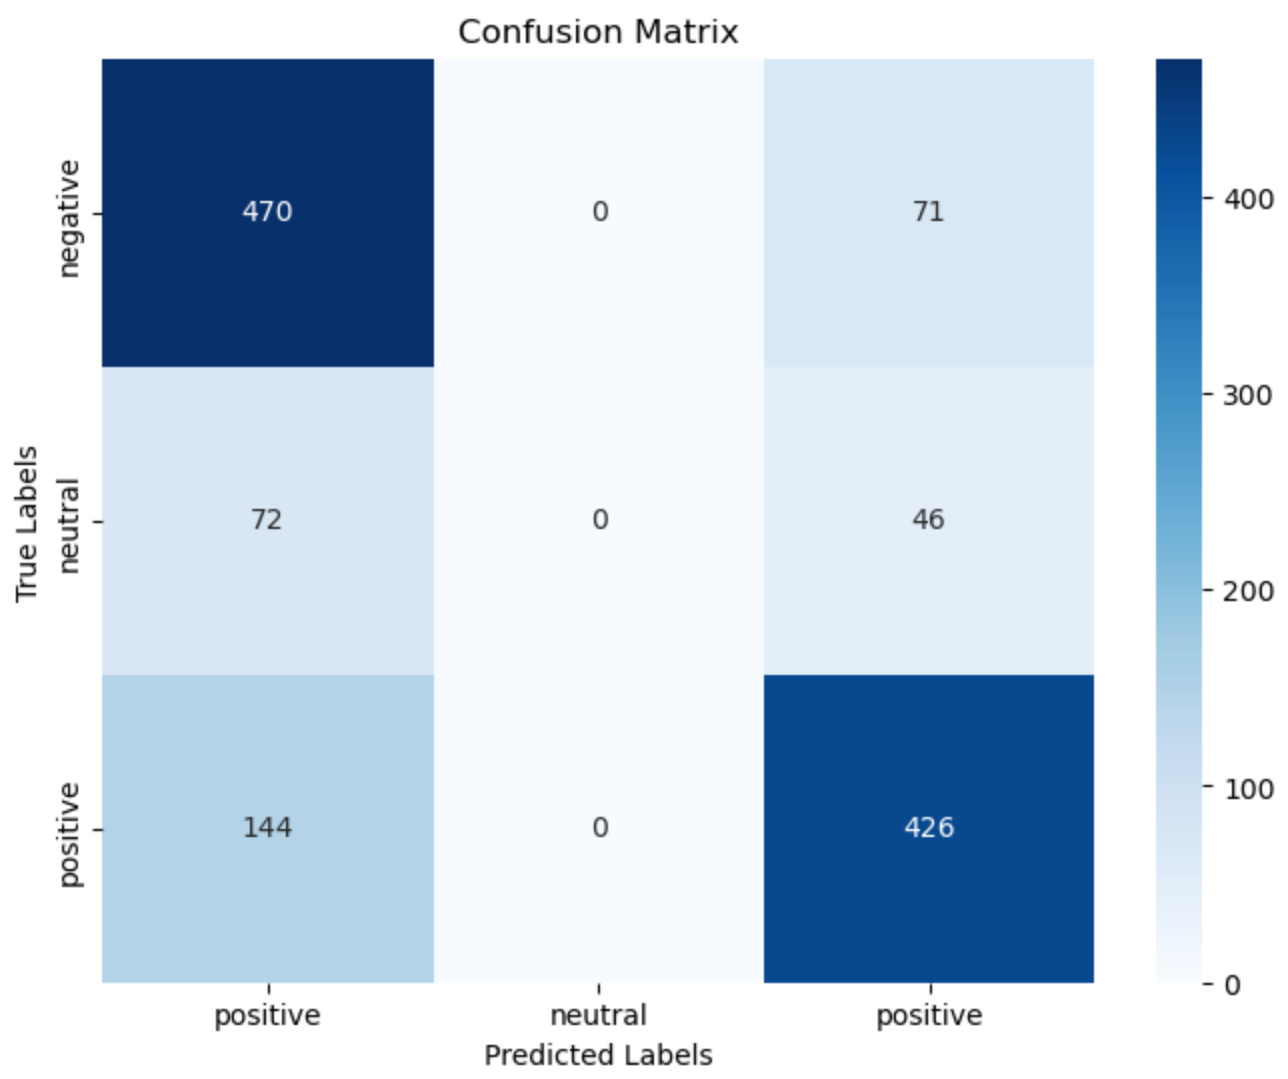 Confusion Matrix
True Labels
negative
470
0
71
neutral
72
0
46
positive
144
0
426
positive
neutral
positive
Predicted Labels
400
300
200
100
0